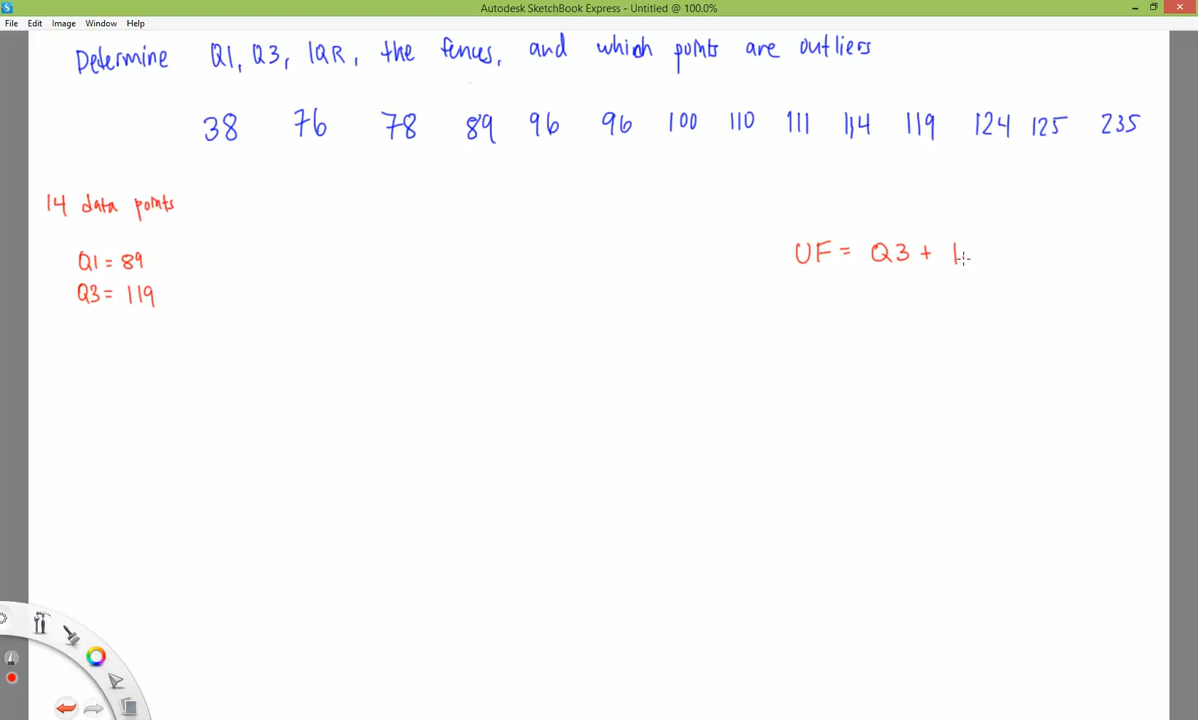 Autodesk SketchBook Express - Untitled @ 100.0%
File Edit Image Window Help
Determine Q1, Q3, IQR, the fences, and which points are outliers
38 76 78 89 96 96 100 110 111 114 119 124 125 235
14 data points
Q1 = 89
Q3 = 119
UF = Q3 + 1